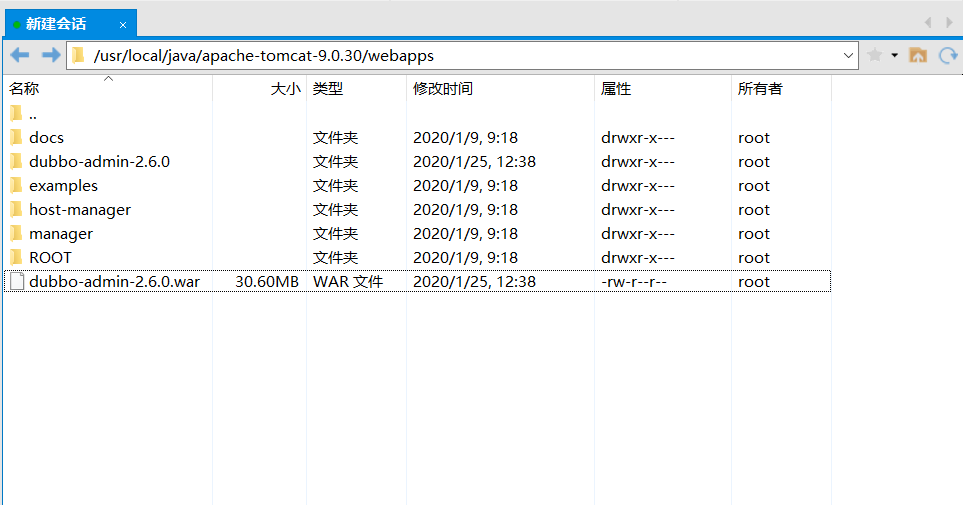 新建会话 ×
/usr/local/java/apache-tomcat-9.0.30/webapps
名称 大小 类型 修改时间 属性 所有者
..
docs 文件夹 2020/1/9, 9:18 drwxr-x--- root
dubbo-admin-2.6.0 文件夹 2020/1/25, 12:38 drwxr-x--- root
examples 文件夹 2020/1/9, 9:18 drwxr-x--- root
host-manager 文件夹 2020/1/9, 9:18 drwxr-x--- root
manager 文件夹 2020/1/9, 9:18 drwxr-x--- root
ROOT 文件夹 2020/1/9, 9:18 drwxr-x--- root
dubbo-admin-2.6.0.war 30.60MB WAR 文件 2020/1/25, 12:38 -rw-r--r-- root